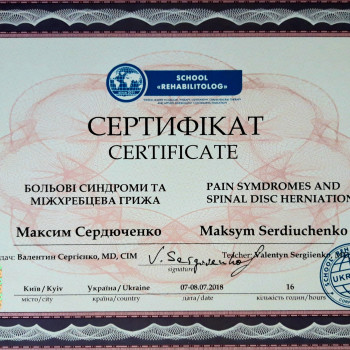 SCHOOL
«REHABILITOLOG»
СЕРТИФІКАТ
CERTIFICATE
БОЛЬОВІ СИНДРОМИ ТА
МІЖХРЕБЦЕВА ГРИЖА
PAIN SYMDROMES AND
SPINAL DISC HERNIATION
Максим Сердюченко
Maksym Serdiuchenko
дач: Валентин Сергієнко, MD, CIM
V. Sergiienko
signature
Teacher: Valentyn Sergiienko,
Київ / Kyiv
Україна / Ukraine
07-08.07.2018
16
місто/city
країна/country
дата/date
кількість годин/hours